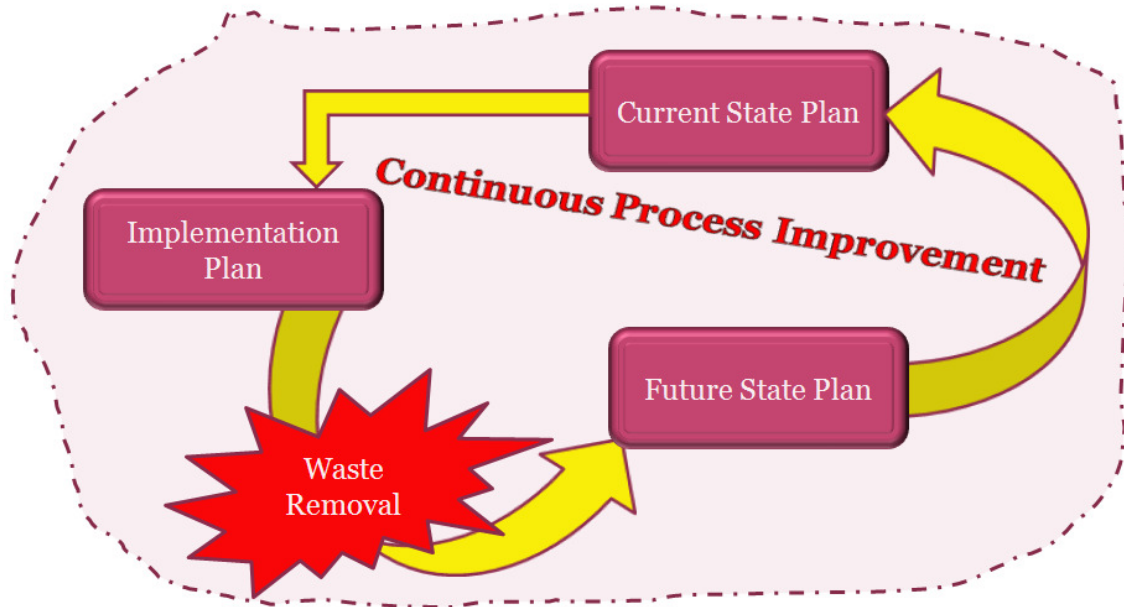 Current State Plan
Continuous Process Improvement
Implementation
Plan
Future State Plan
Waste
Removal